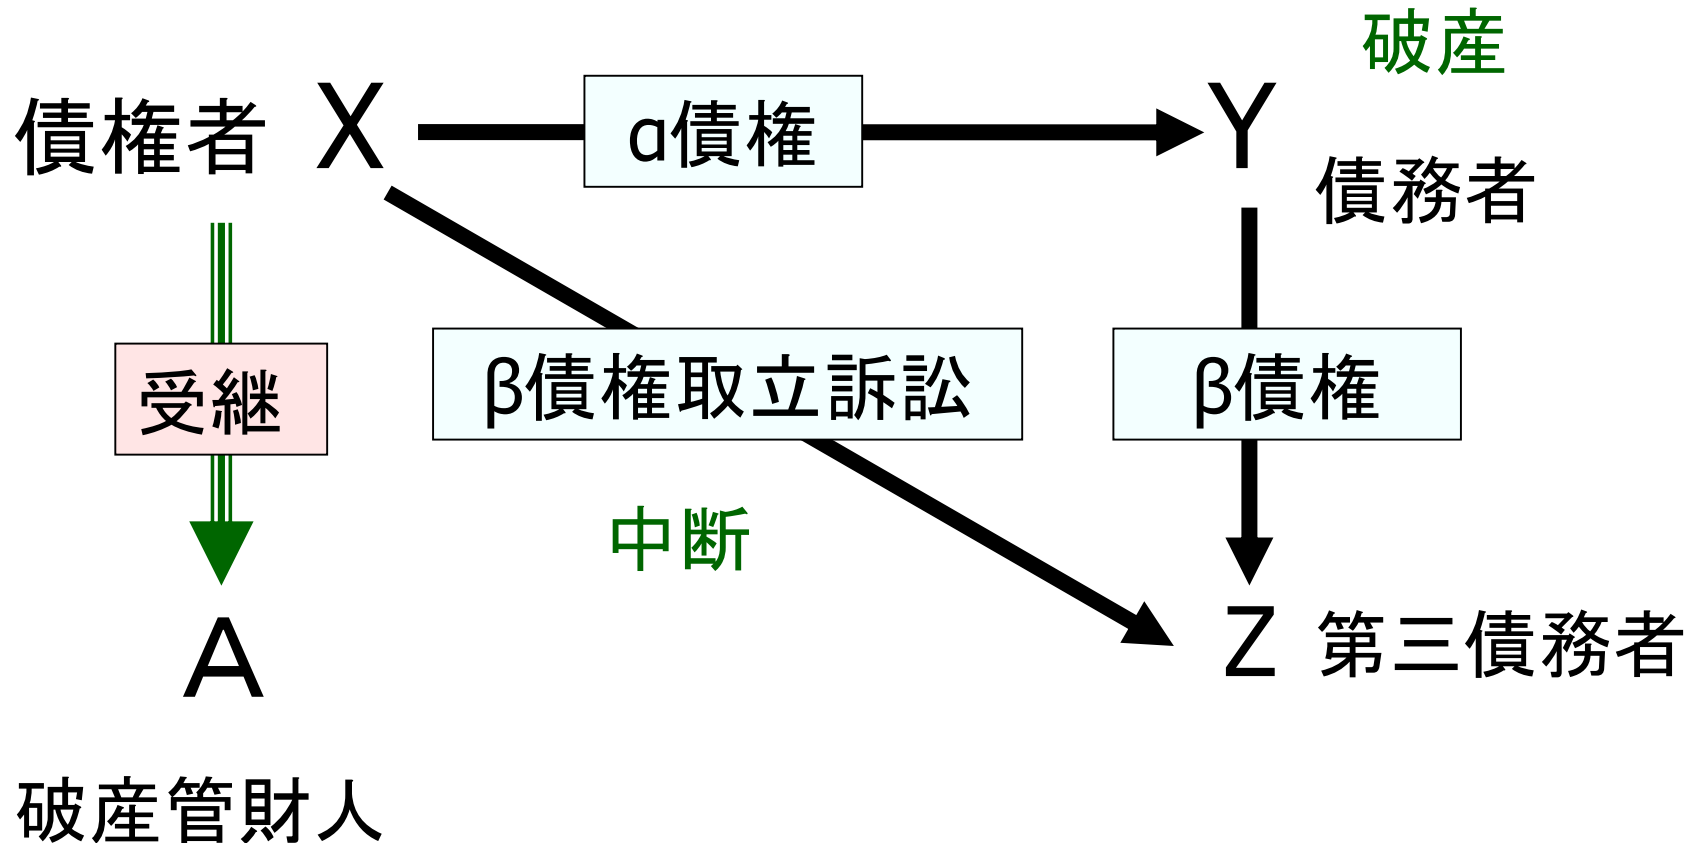 破産
債権者 X
α債権
Y
債務者
受継
β債権取立訴訟
β債権
中断
A
Z 第三債務者
破産管財人